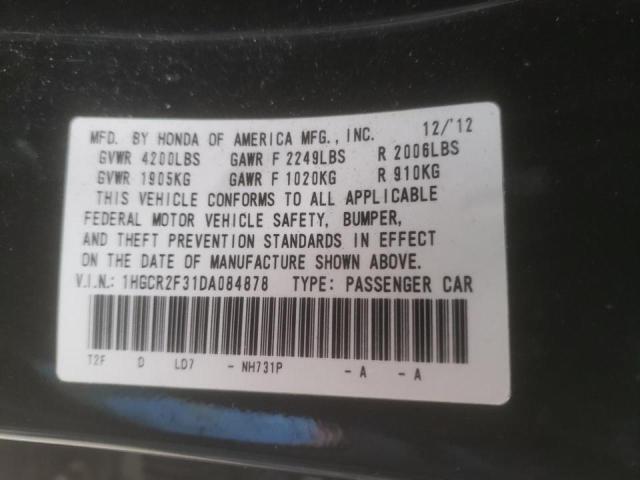 MFD. BY HONDA OF AMERICA MFG., INC. 12/'12
GVWR 4200LBS GAWR F 2249LBS R 2006LBS
GVWR 1905KG GAWR F 1020KG R 910KG
THIS VEHICLE CONFORMS TO ALL APPLICABLE
FEDERAL MOTOR VEHICLE SAFETY, BUMPER,
AND THEFT PREVENTION STANDARDS IN EFFECT
ON THE DATE OF MANUFACTURE SHOWN ABOVE.
V.I.N.: 1HGCR2F31DA084878 TYPE: PASSENGER CAR
T2F D LD7 - NH731P - A - A